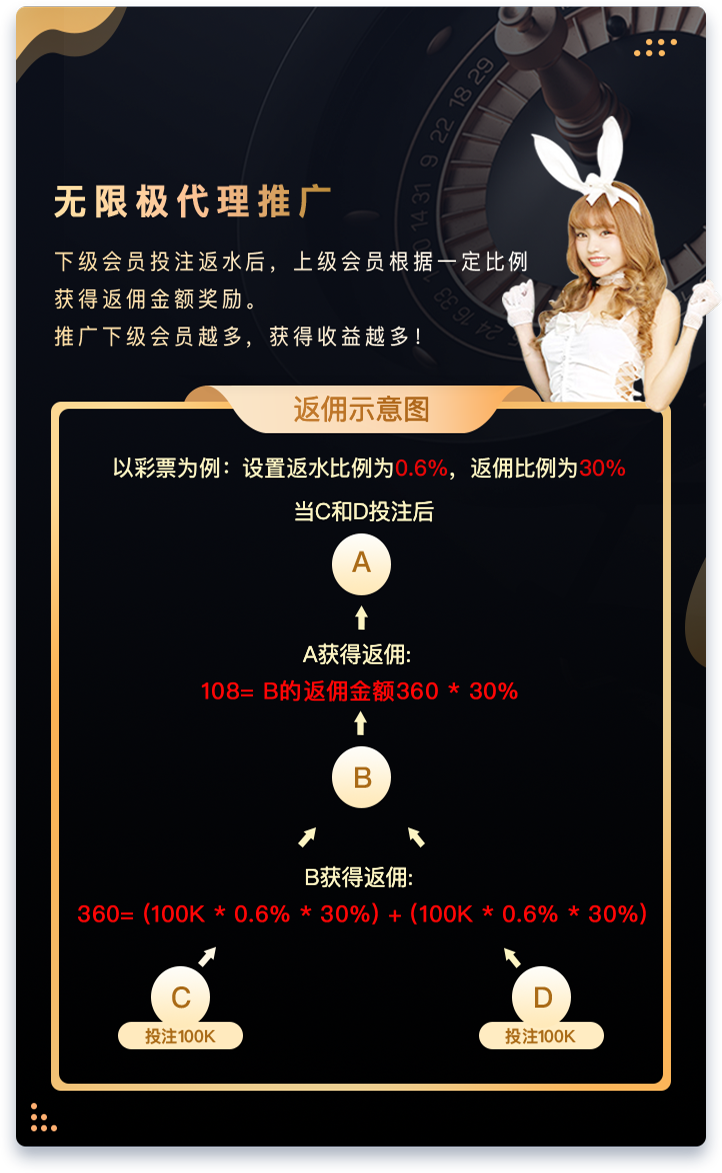 无限极代理推广
下级会员投注返水后，上级会员根据一定比例
获得返佣金额奖励。
推广下级会员越多，获得收益越多！
返佣示意图
以彩票为例：设置返水比例为0.6%，返佣比例为30%
当C和D投注后
A
A获得返佣:
108= B的返佣金额360 * 30%
B
B获得返佣:
360= (100K * 0.6% * 30%) + (100K * 0.6% * 30%)
C
D
投注100K
投注100K